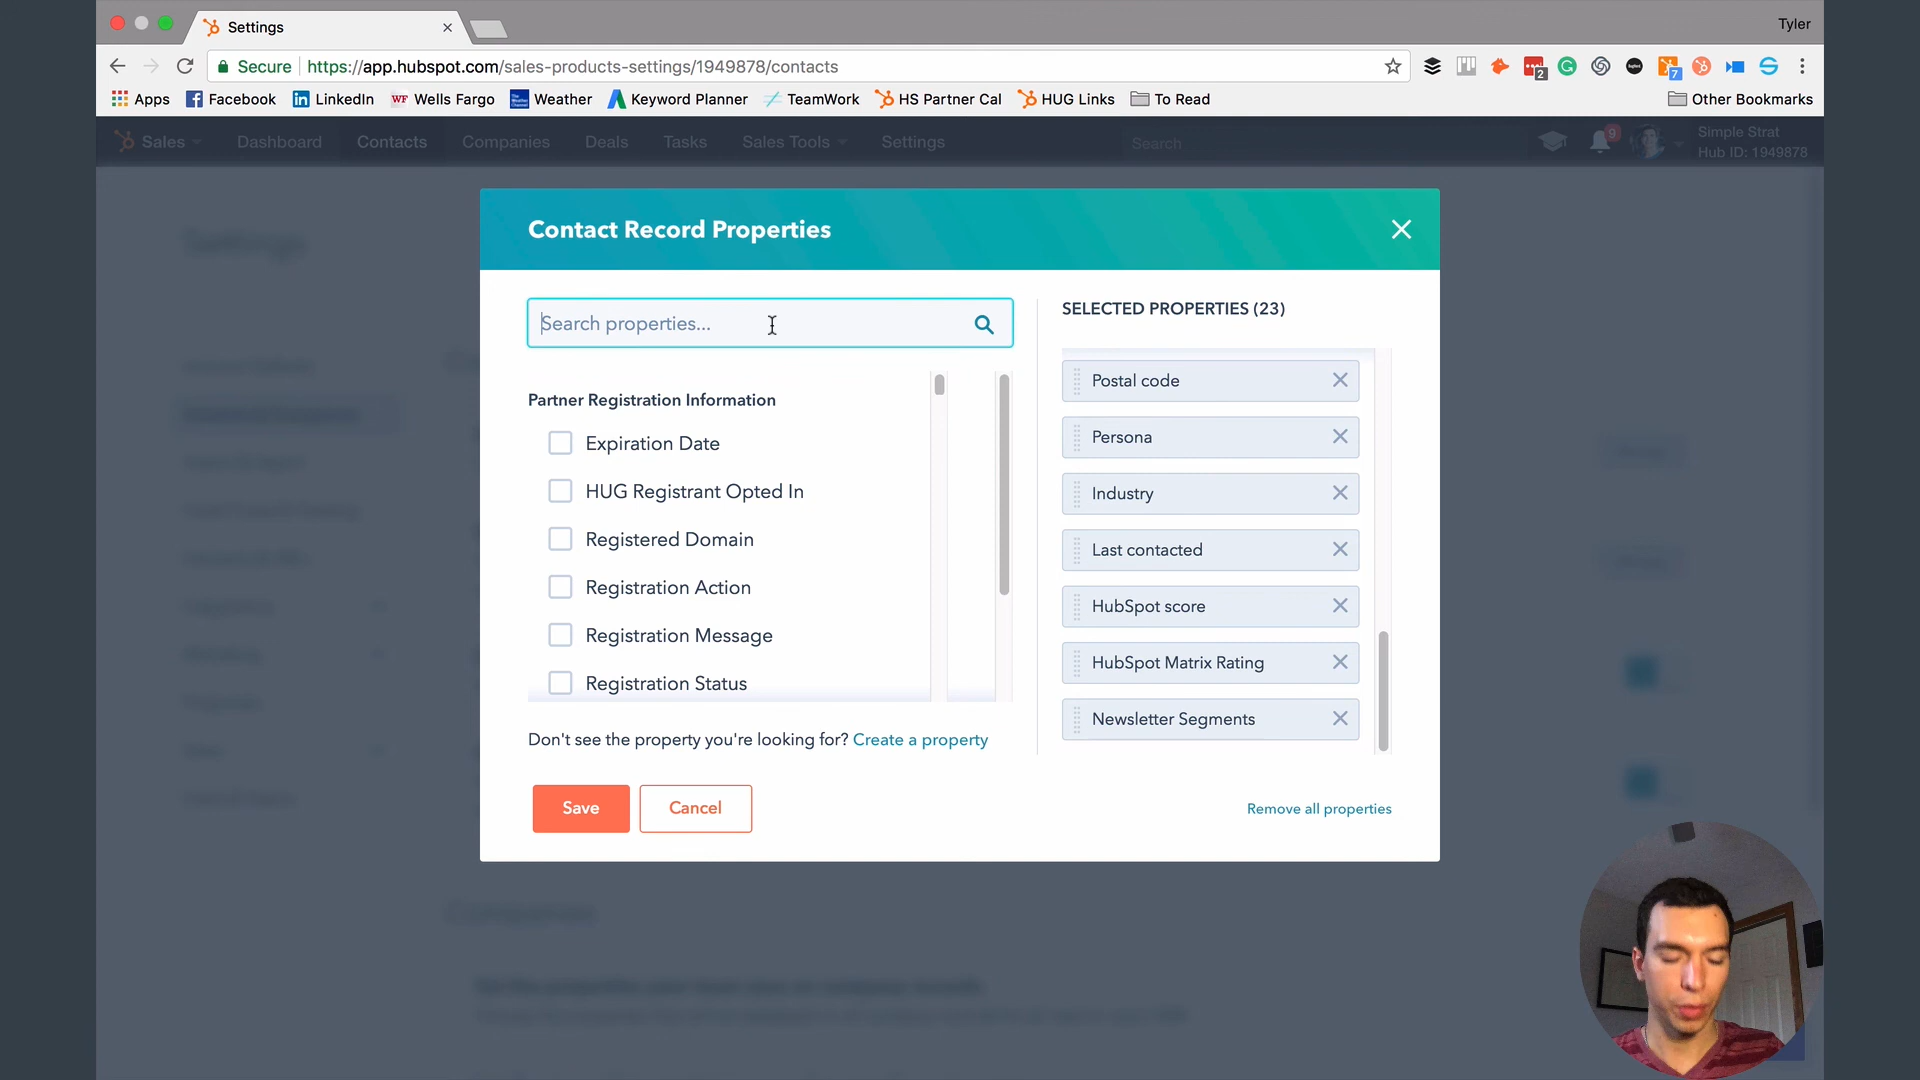 Settings
Tyler
Secure https://app.hubspot.com/sales-products-settings/1949878/contacts
2
7
Apps Facebook LinkedIn WF Wells Fargo Weather Keyword Planner TeamWork HS Partner Cal HUG Links To Read Other Bookmarks
Sales Dashboard Contacts Companies Deals Tasks Sales Tools Settings Search 9 Simple Strat
Hub ID: 1949878
Contact Record Properties
Search properties...
SELECTED PROPERTIES (23)
Partner Registration Information
Expiration Date
HUG Registrant Opted In
Registered Domain
Registration Action
Registration Message
Registration Status
Postal code
Persona
Industry
Last contacted
HubSpot score
HubSpot Matrix Rating
Newsletter Segments
Don't see the property you're looking for? Create a property
Save
Cancel
Remove all properties
Settings